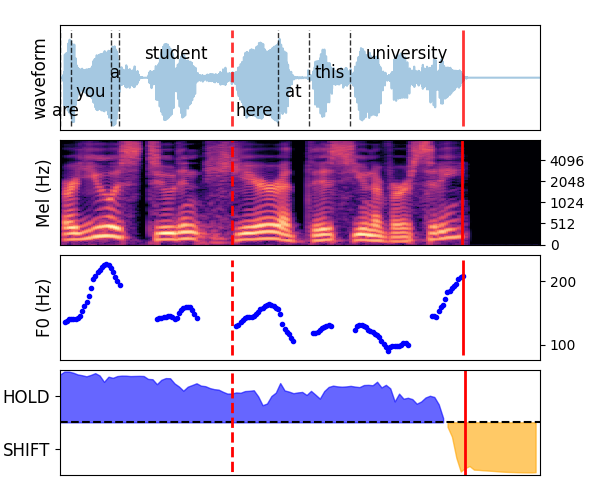 waveform
are
you
a
student
here
at
this
university
Mel (Hz)
4096
2048
1024
512
0
F0 (Hz)
200
100
HOLD
SHIFT